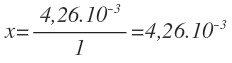 x= 4,26.10⁻³ / 1 =4,26.10⁻³